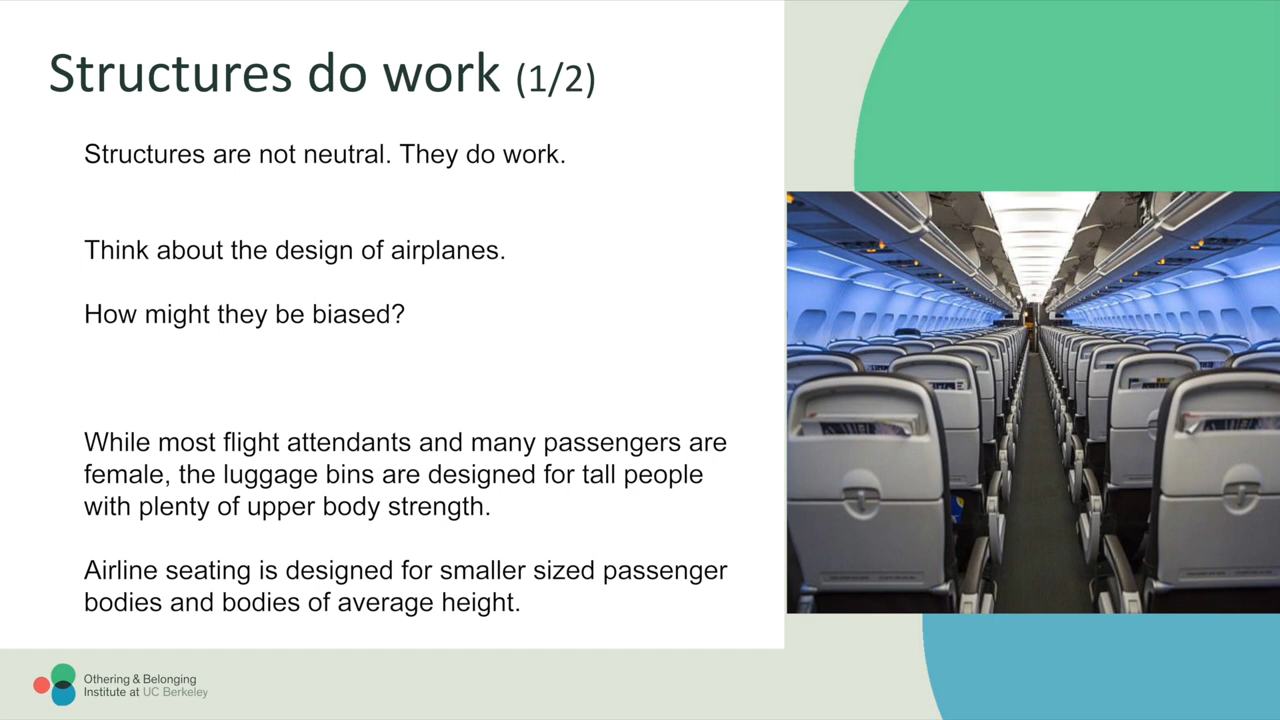 Structures do work (1/2)
Structures are not neutral. They do work.
Think about the design of airplanes.
How might they be biased?
While most flight attendants and many passengers are
female, the luggage bins are designed for tall people
with plenty of upper body strength.
Airline seating is designed for smaller sized passenger
bodies and bodies of average height.
Othering & Belonging
Institute at UC Berkeley